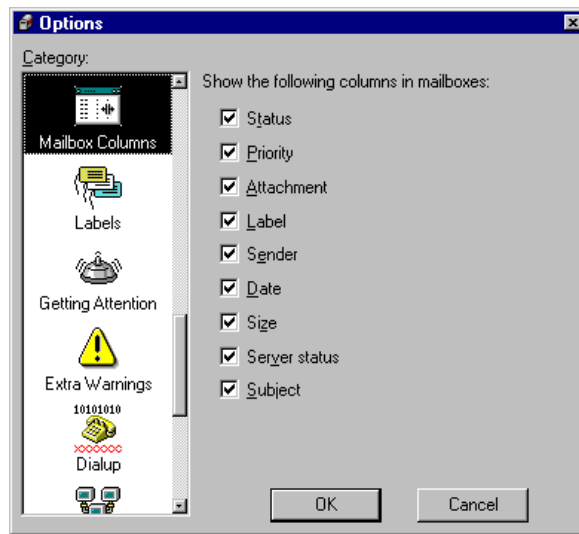 Options
Category:
Mailbox Columns
Labels
Getting Attention
Extra Warnings
10101010
Dialup
Show the following columns in mailboxes:
Status
Priority
Attachment
Label
Sender
Date
Size
Server status
Subject
OK
Cancel